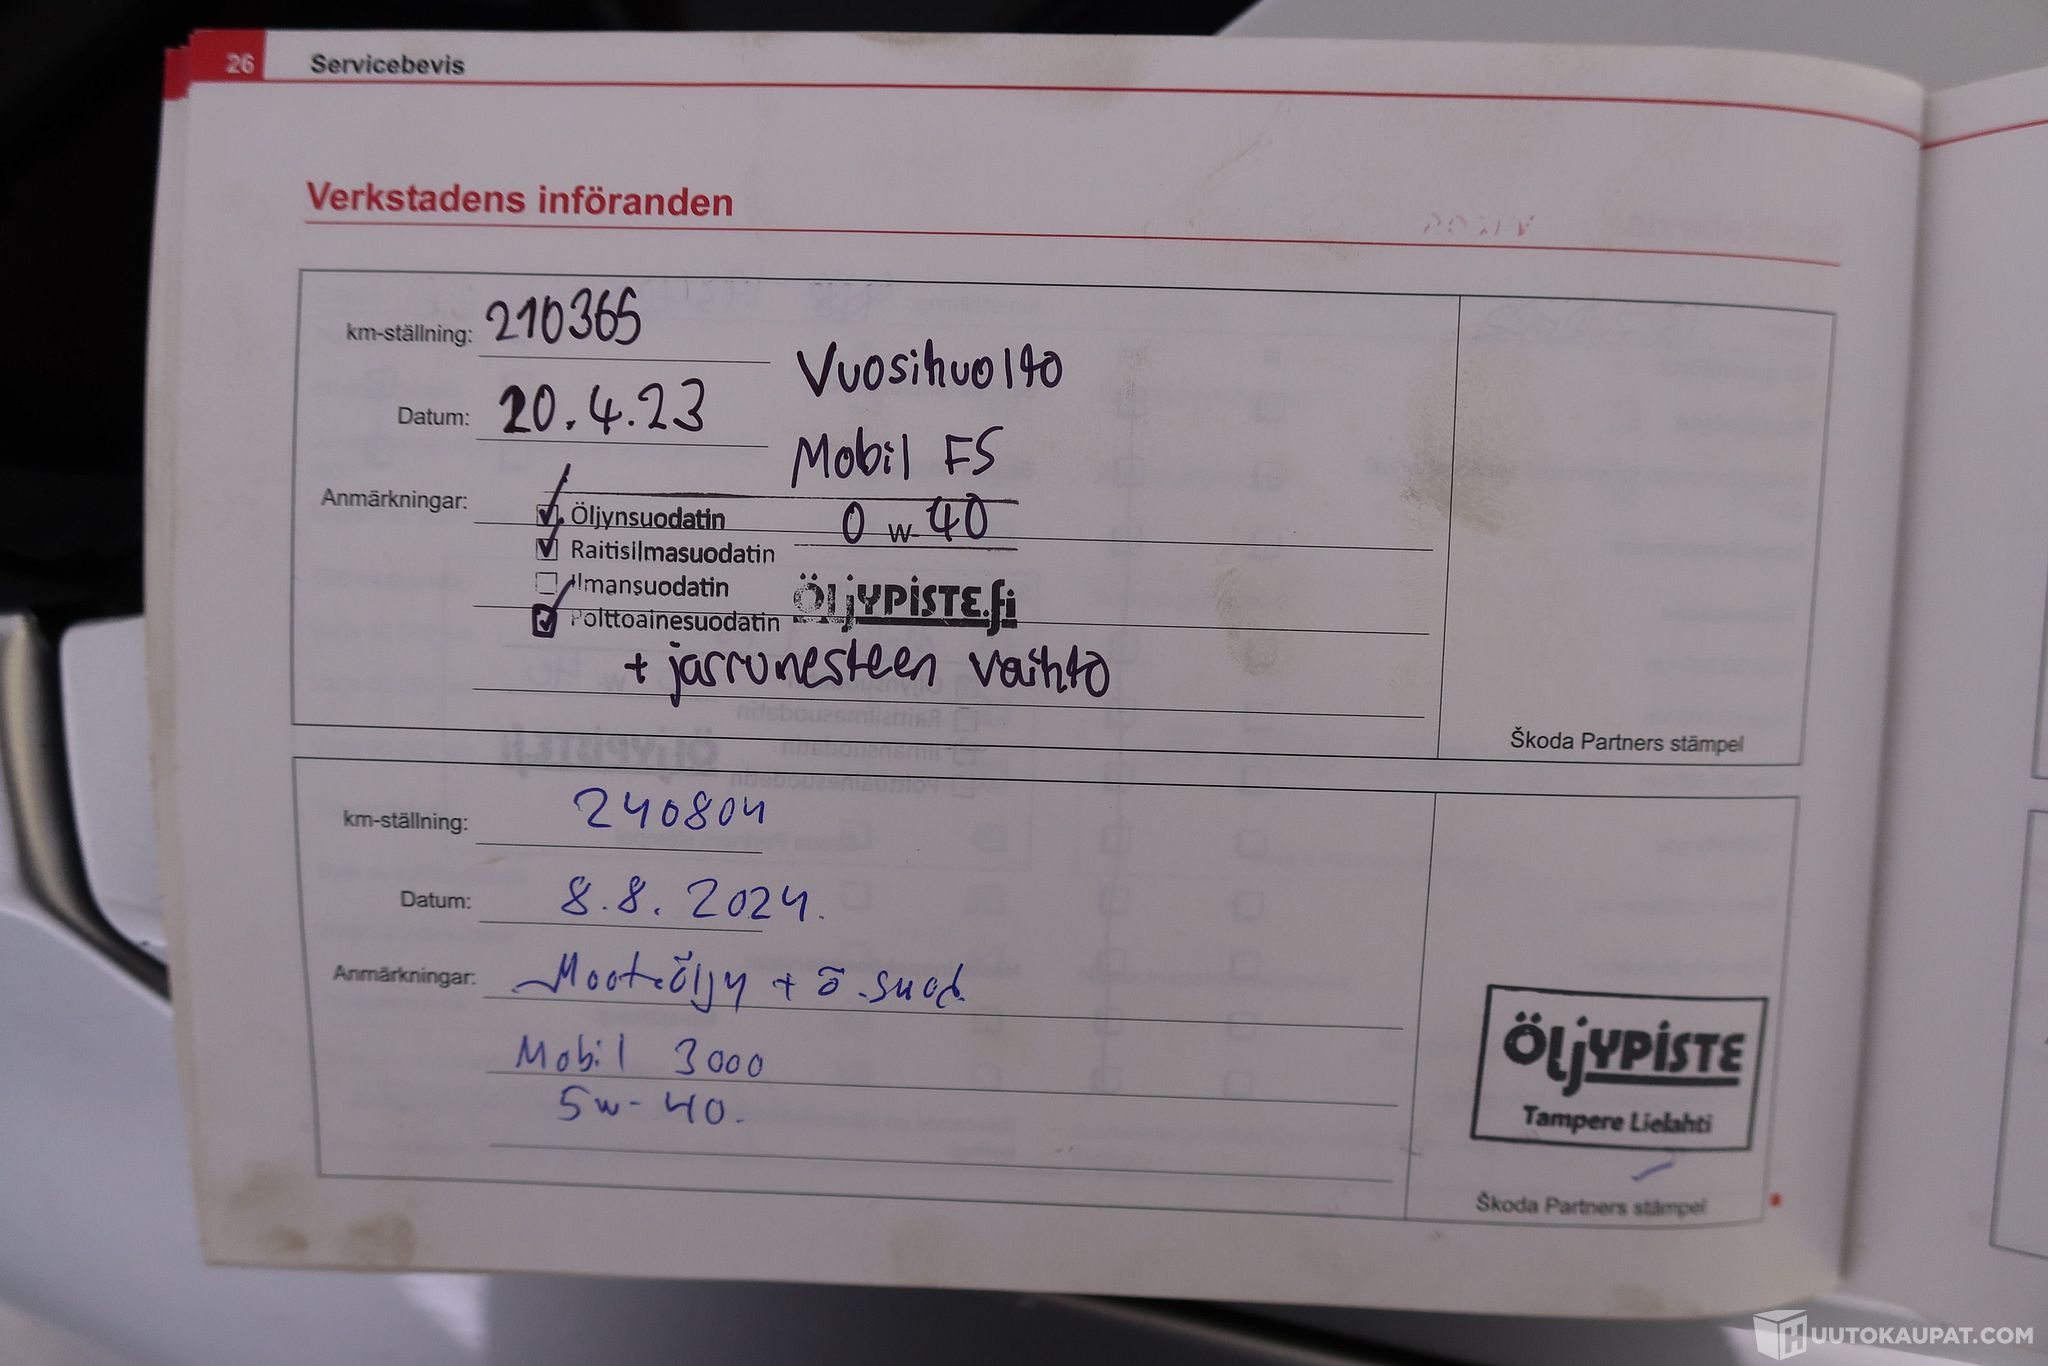 26 Servicebevis
Verkstadens införanden
km-ställning: 210365
Vuosihuolto
Datum: 20.4.23
Mobil FS
Anmärkningar:
Öljynsuodatin 0 w- 40
Raitisilmasuodatin
Ilmansuodatin
Polttoainesuodatin
ÖLjYPiSTE.fi
+ jarrunesteen vaihto
Škoda Partners stämpel
km-ställning: 240804
Datum: 8.8.2024.
Anmärkningar: Moot.öljy + ö.suod.
Mobil 3000
5w-40.
ÖLjYPiSTE
Tampere Lielahti
Škoda Partners stämpel
HUUTOKAUPAT.COM